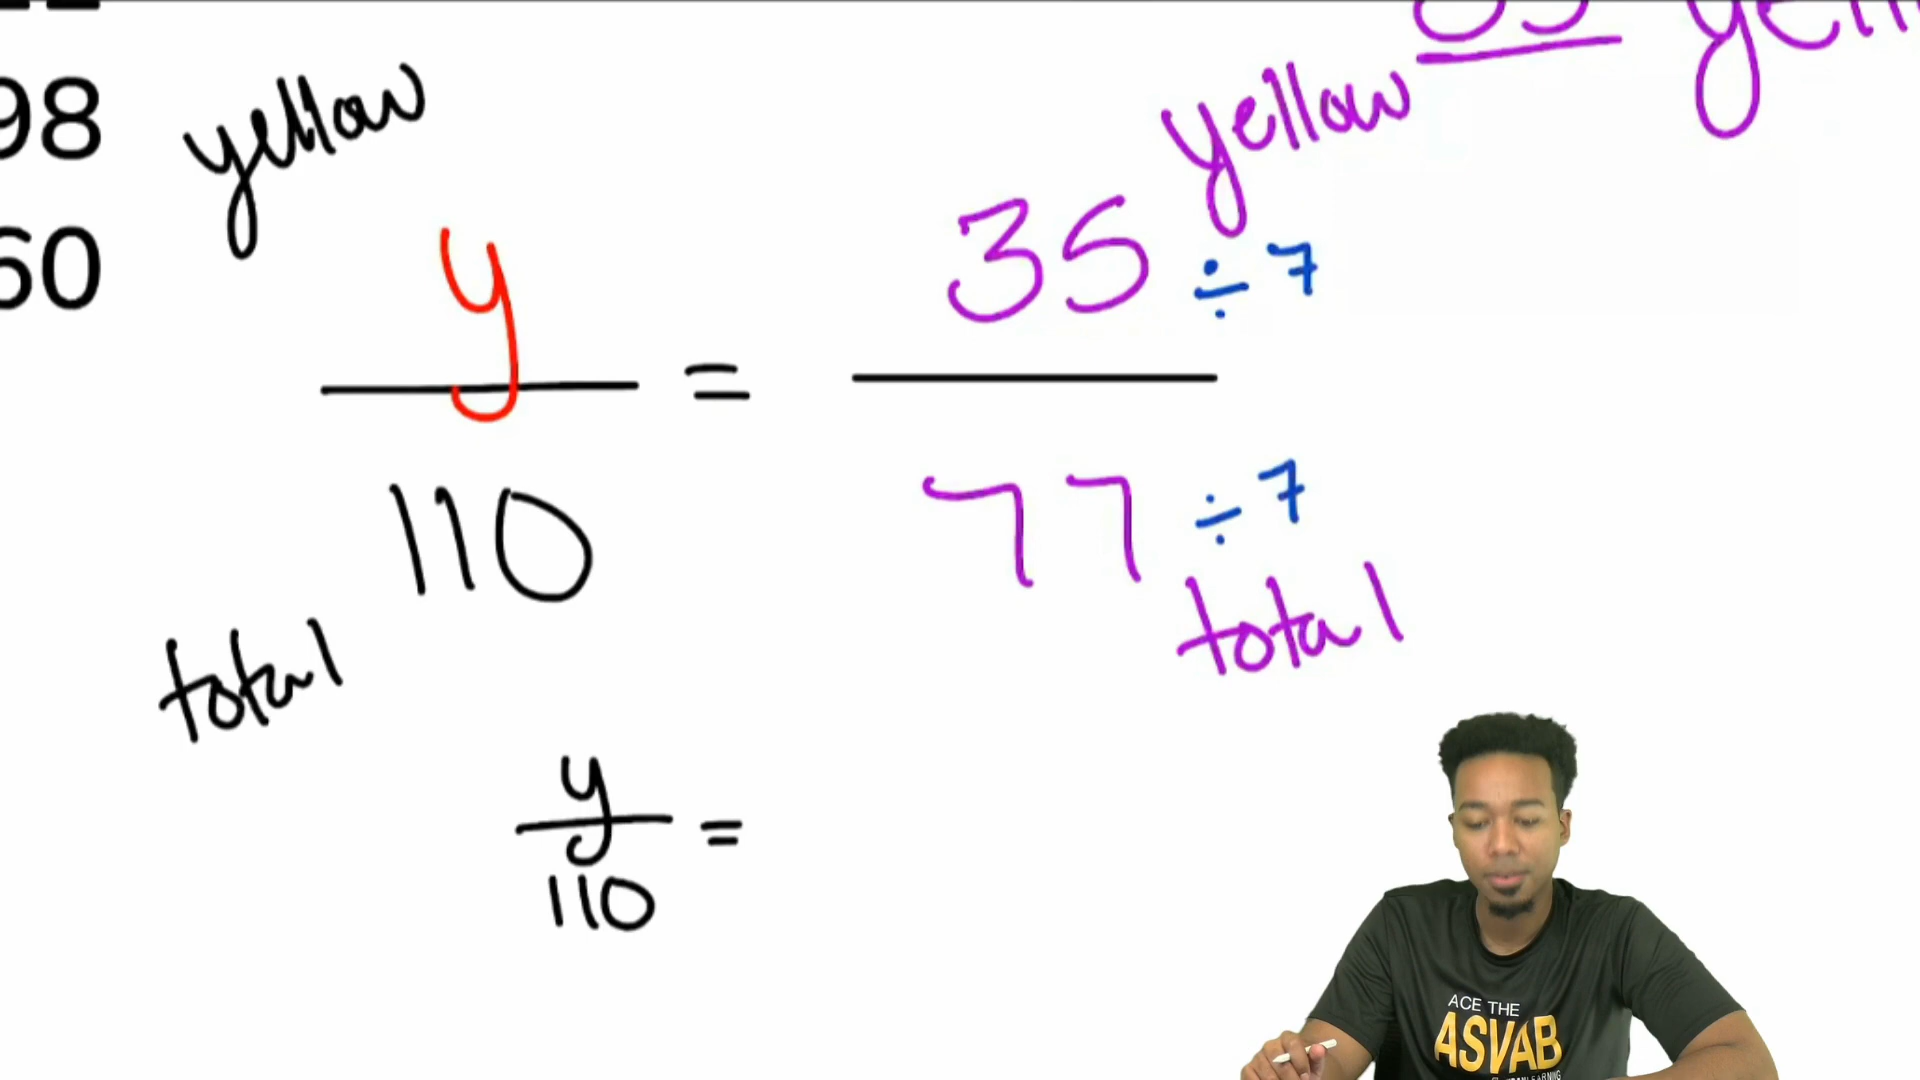 98
60
yellow
y
110
total
=
yellow
35 ÷ 7
77 ÷ 7
total
y
110
=
ACE THE
ASVAB